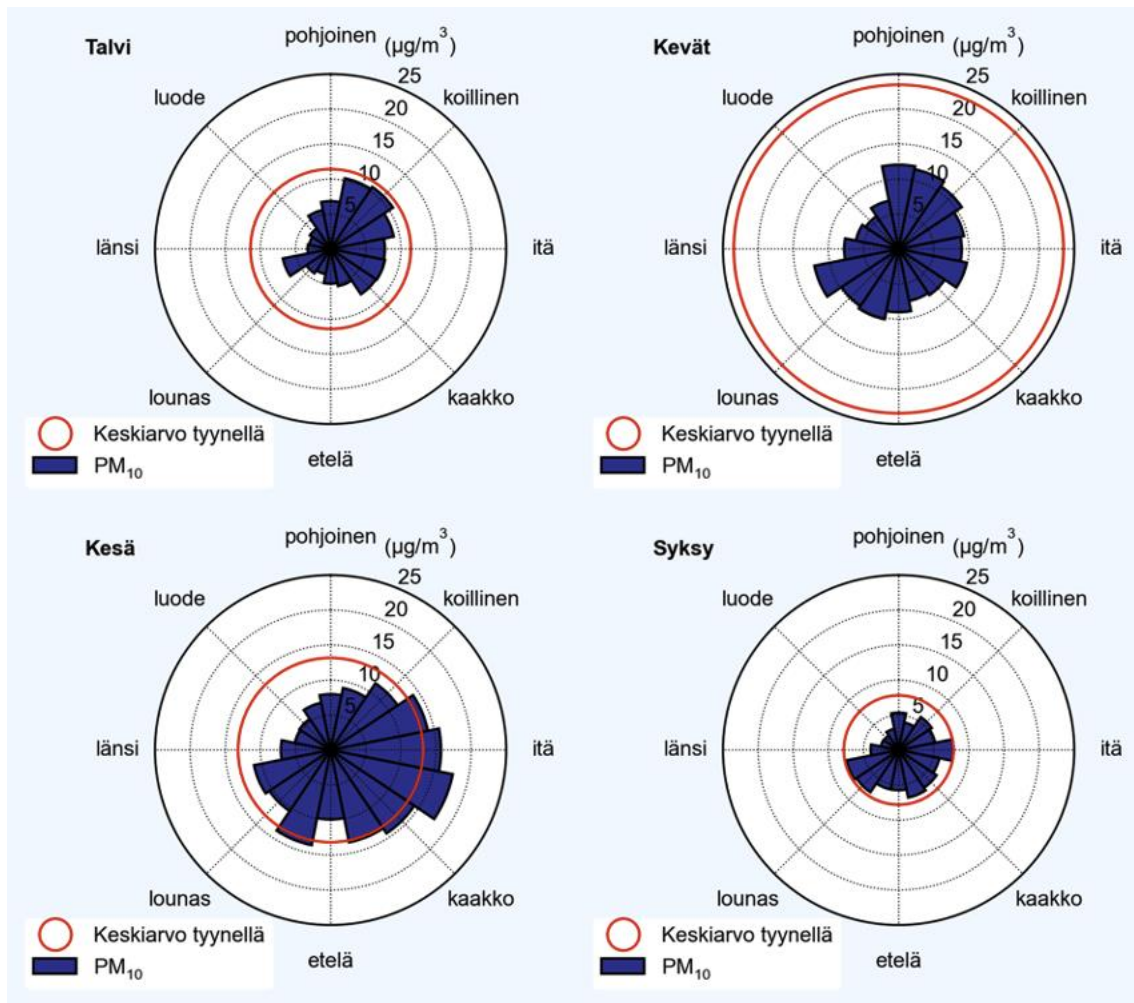 Talvi
pohjoinen (µg/m³)
25
20
15
10
5
luode
koillinen
länsi
itä
lounas
kaakko
etelä
Keskiarvo tyynellä
PM₁₀
Kevät
pohjoinen (µg/m³)
25
20
15
10
5
luode
koillinen
länsi
itä
lounas
kaakko
etelä
Keskiarvo tyynellä
PM₁₀
Kesä
pohjoinen (µg/m³)
25
20
15
10
5
luode
koillinen
länsi
itä
lounas
kaakko
etelä
Keskiarvo tyynellä
PM₁₀
Syksy
pohjoinen (µg/m³)
25
20
15
10
5
luode
koillinen
länsi
itä
lounas
kaakko
etelä
Keskiarvo tyynellä
PM₁₀